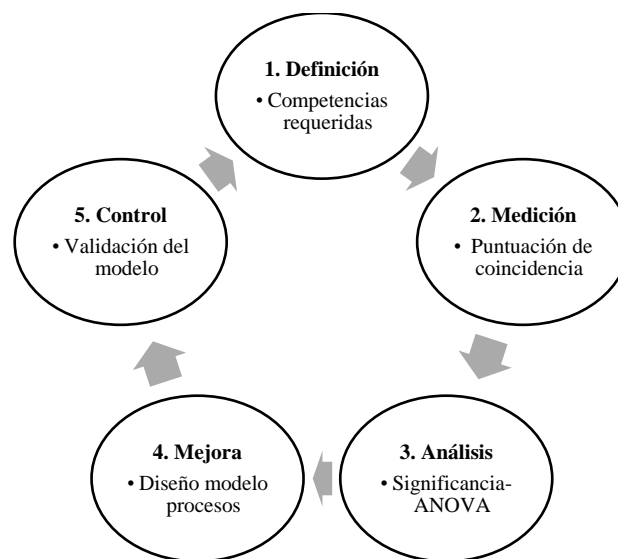 1. Definición
• Competencias
requeridas
2. Medición
• Puntuación de
coincidencia
3. Análisis
• Significancia-
ANOVA
4. Mejora
• Diseño modelo
procesos
5. Control
• Validación del
modelo